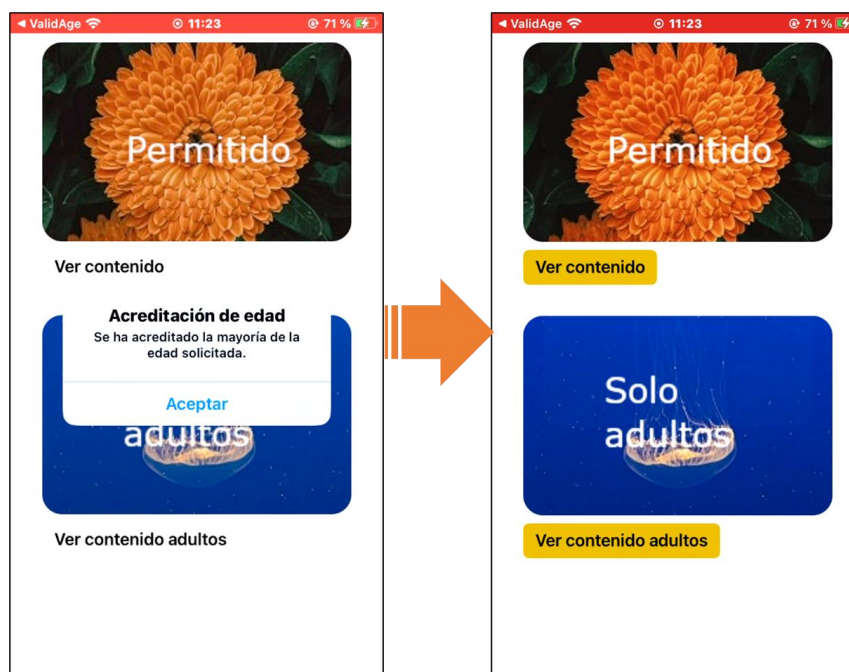 ◄ ValidAge 11:23 71 %
Permitido
Ver contenido
Acreditación de edad
Se ha acreditado la mayoría de la
edad solicitada.
Aceptar
adultos
Ver contenido adultos
◄ ValidAge 11:23 71 %
Permitido
Ver contenido
Solo
adultos
Ver contenido adultos